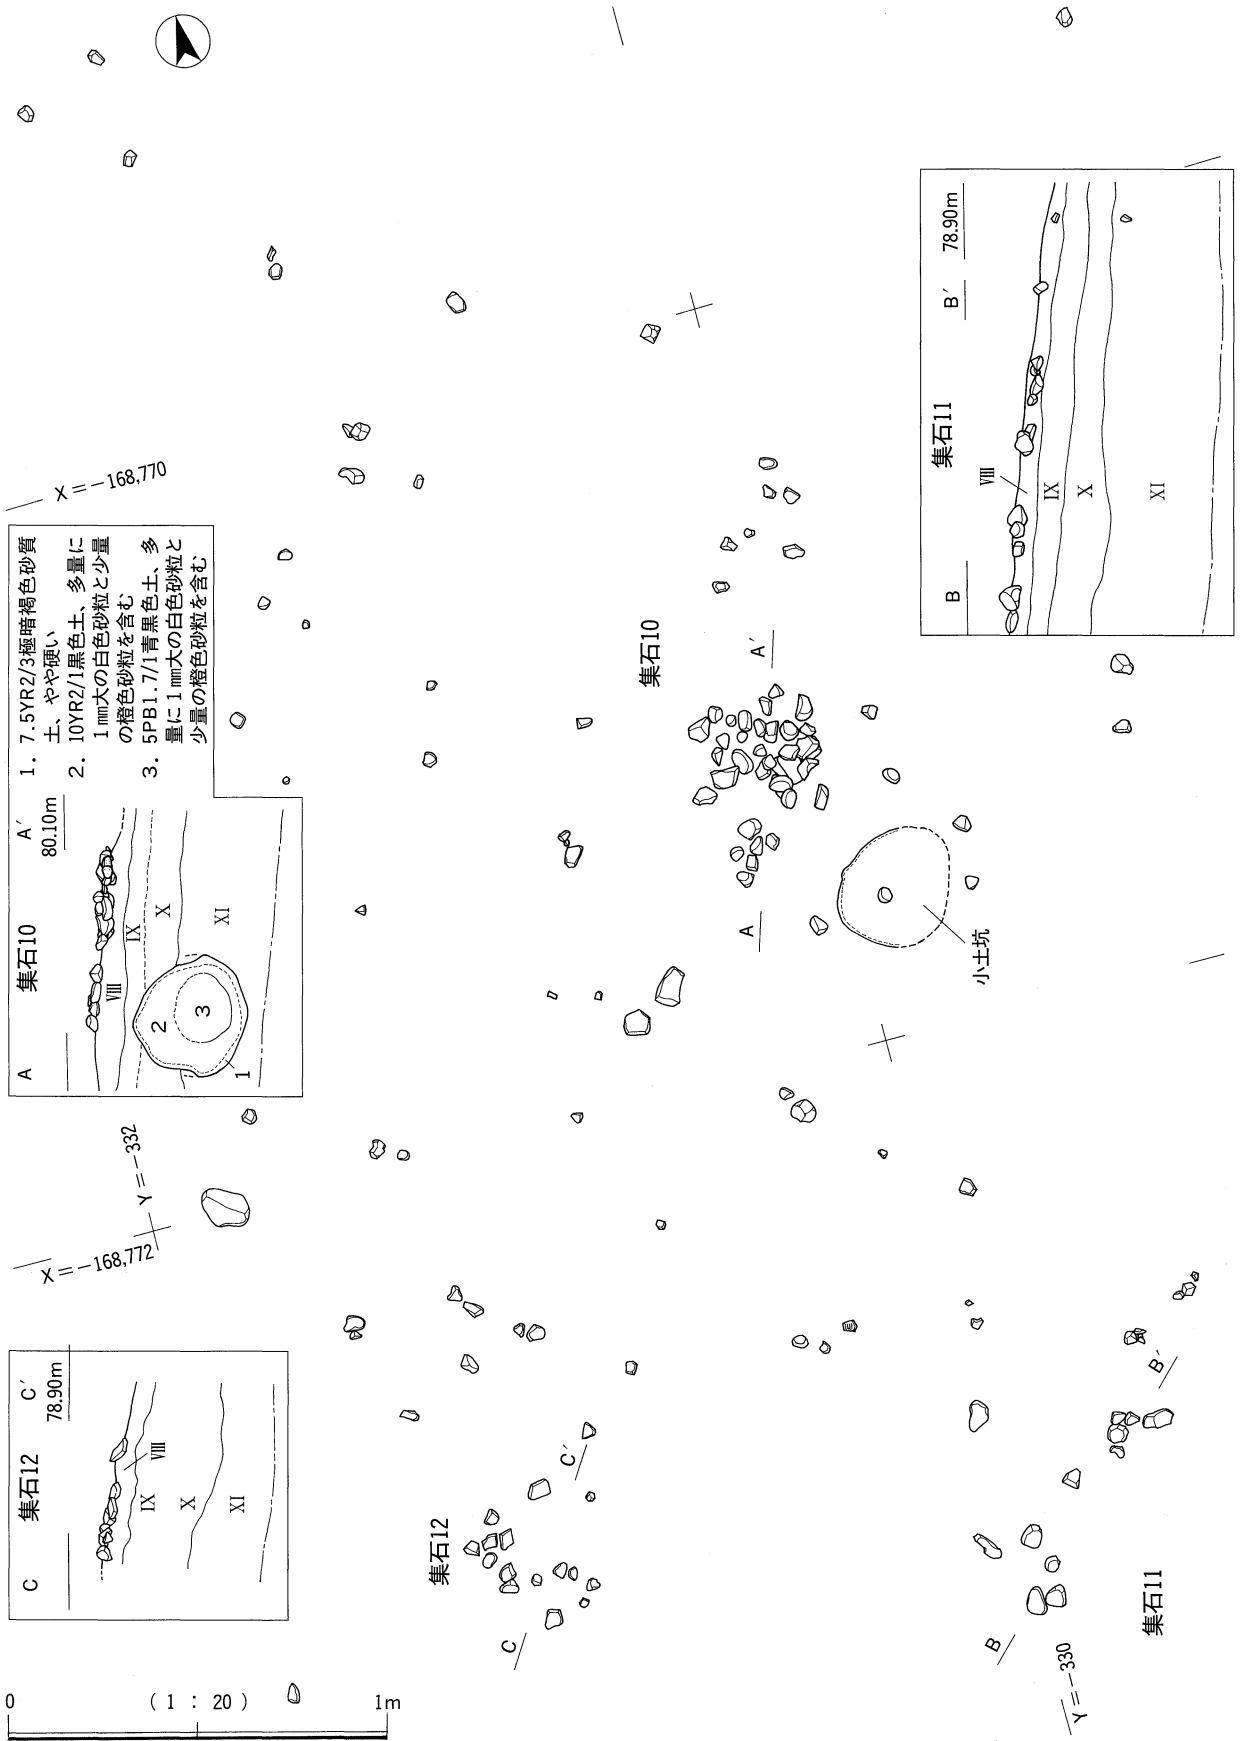 X=-168,770
1. 7.5YR2/3極暗褐色砂質
土、やや硬い
2. 10YR2/1黒色土、多量に
1㎜大の白色砂粒と少量
の橙色砂粒を含む
3. 5PB1.7/1青黒色土、多
量に1㎜大の白色砂粒と
少量の橙色砂粒を含む
A 集石10 A′
80.10m
Ⅷ
Ⅸ
Ⅹ
Ⅺ
1
2
3
B 集石11 B′ 78.90m
Ⅷ
Ⅸ
Ⅹ
Ⅺ
集石10
A′
A
小土坑
Y=-332
X=-168,772
C 集石12 C′
78.90m
Ⅷ
Ⅸ
Ⅹ
Ⅺ
集石12
C′
C
B′
B
集石11
Y=-330
0 (1:20) 1m